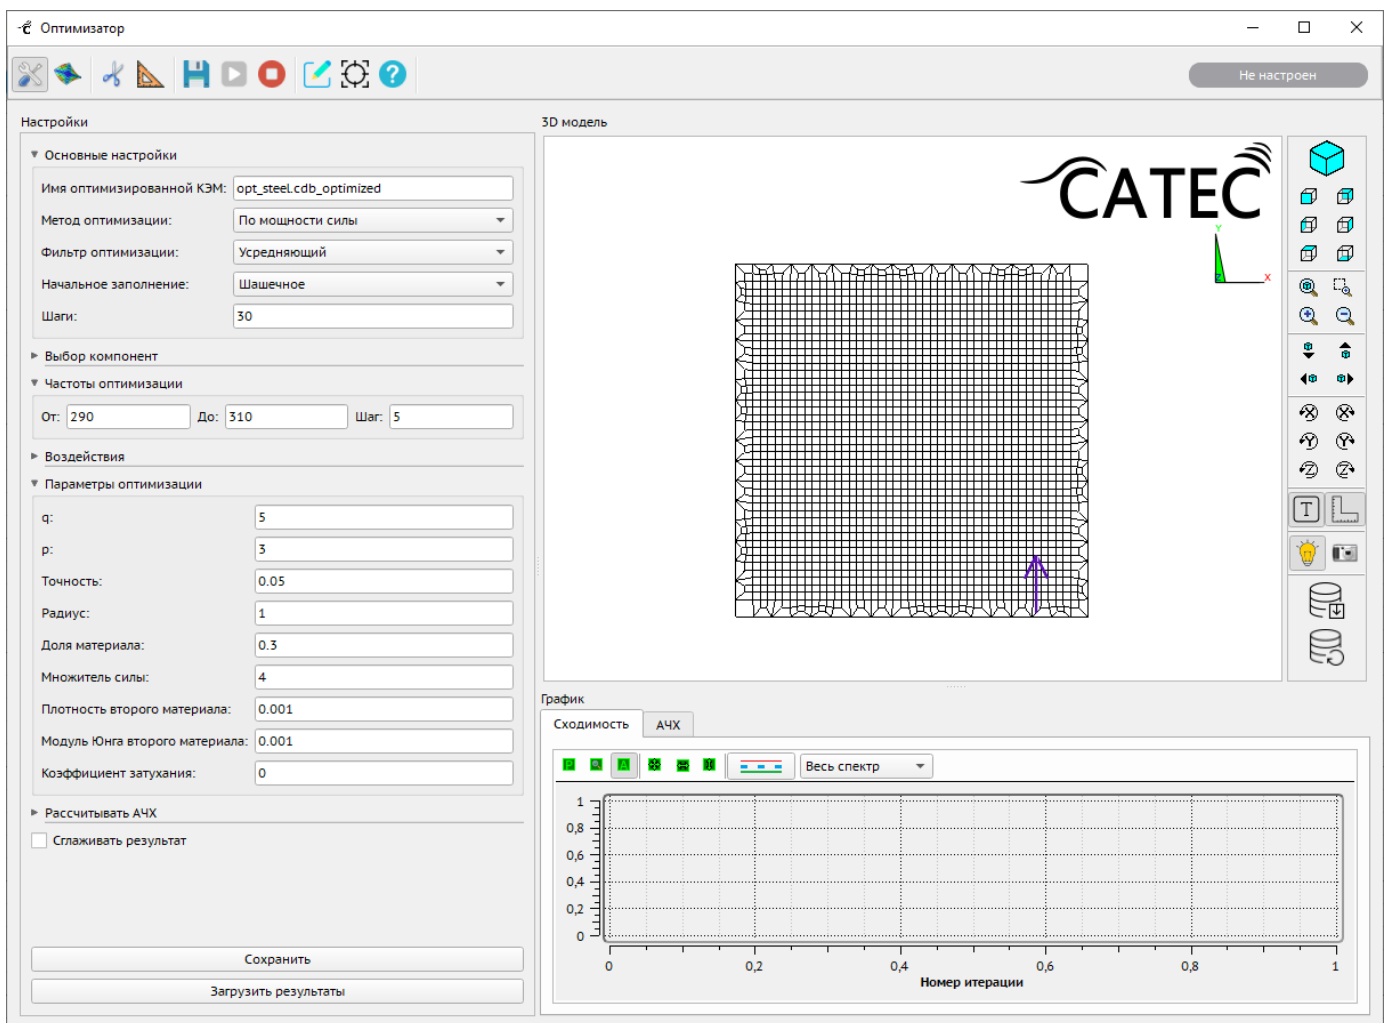 Оптимизатор
Не настроен
Настройки
Основные настройки
Имя оптимизированной КЭМ: opt_steel.cdb_optimized
Метод оптимизации: По мощности силы
Фильтр оптимизации: Усредняющий
Начальное заполнение: Шашечное
Шаги: 30
Выбор компонент
Частоты оптимизации
От: 290 До: 310 Шаг: 5
Воздействия
Параметры оптимизации
q: 5
p: 3
Точность: 0.05
Радиус: 1
Доля материала: 0.3
Множитель силы: 4
Плотность второго материала: 0.001
Модуль Юнга второго материала: 0.001
Коэффициент затухания: 0
Рассчитывать АЧХ
Сглаживать результат
Сохранить
Загрузить результаты
3D модель
CATEC
Y
Z
X
X X
Y Y
Z Z
T
График
Сходимость АЧХ
P A
Весь спектр
1
0,8
0,6
0,4
0,2
0
0 0,2 0,4 0,6 0,8 1
Номер итерации